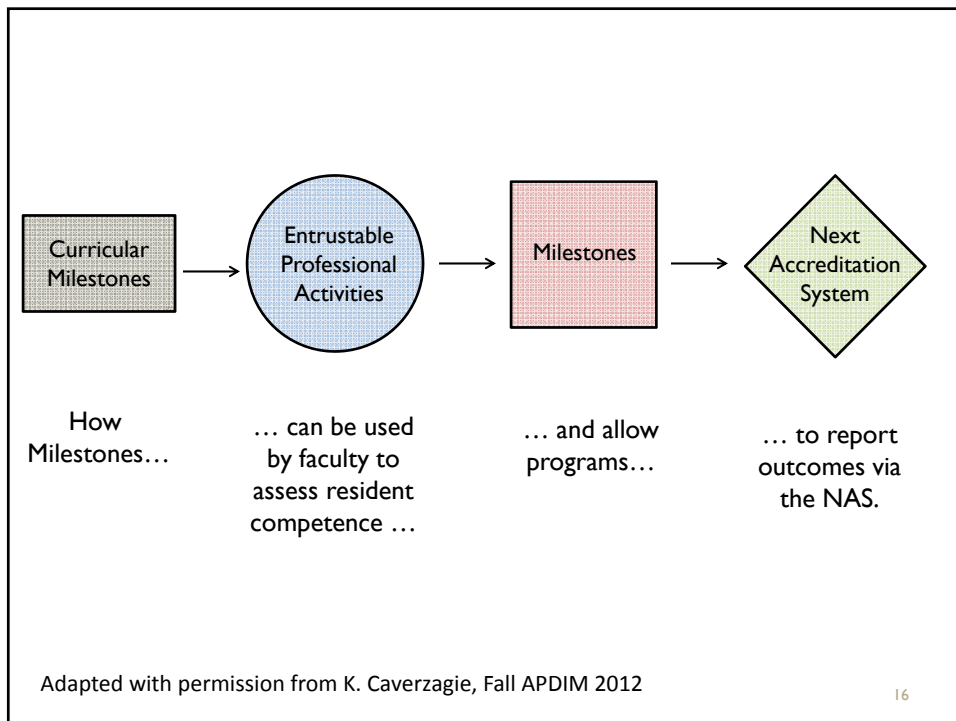 Curricular
Milestones
Entrustable
Professional
Activities
Milestones
Next
Accreditation
System
How
Milestones…
… can be used
by faculty to
assess resident
competence …
… and allow
programs…
… to report
outcomes via
the NAS.
Adapted with permission from K. Caverzagie, Fall APDIM 2012
16